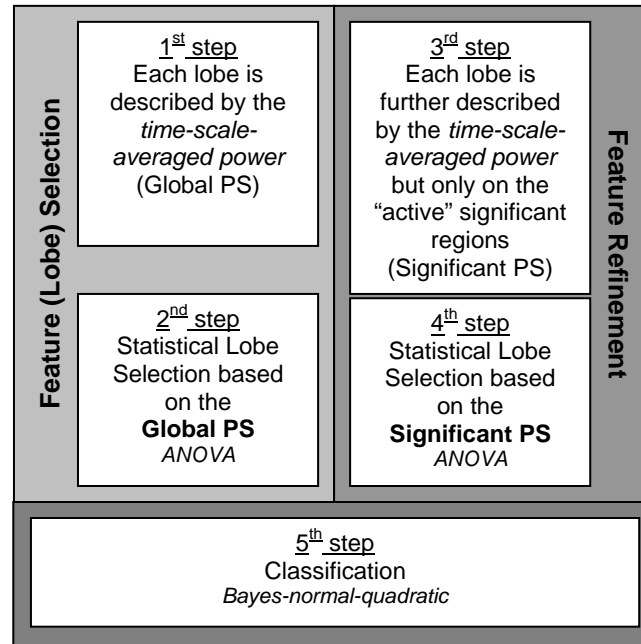 Feature (Lobe) Selection
1st step
Each lobe is
described by the
time-scale-
averaged power
(Global PS)
2nd step
Statistical Lobe
Selection based
on the
Global PS
ANOVA
3rd step
Each lobe is
further described
by the time-scale-
averaged power
but only on the
“active” significant
regions
(Significant PS)
4th step
Statistical Lobe
Selection based
on the
Significant PS
ANOVA
Feature Refinement
5th step
Classification
Bayes-normal-quadratic